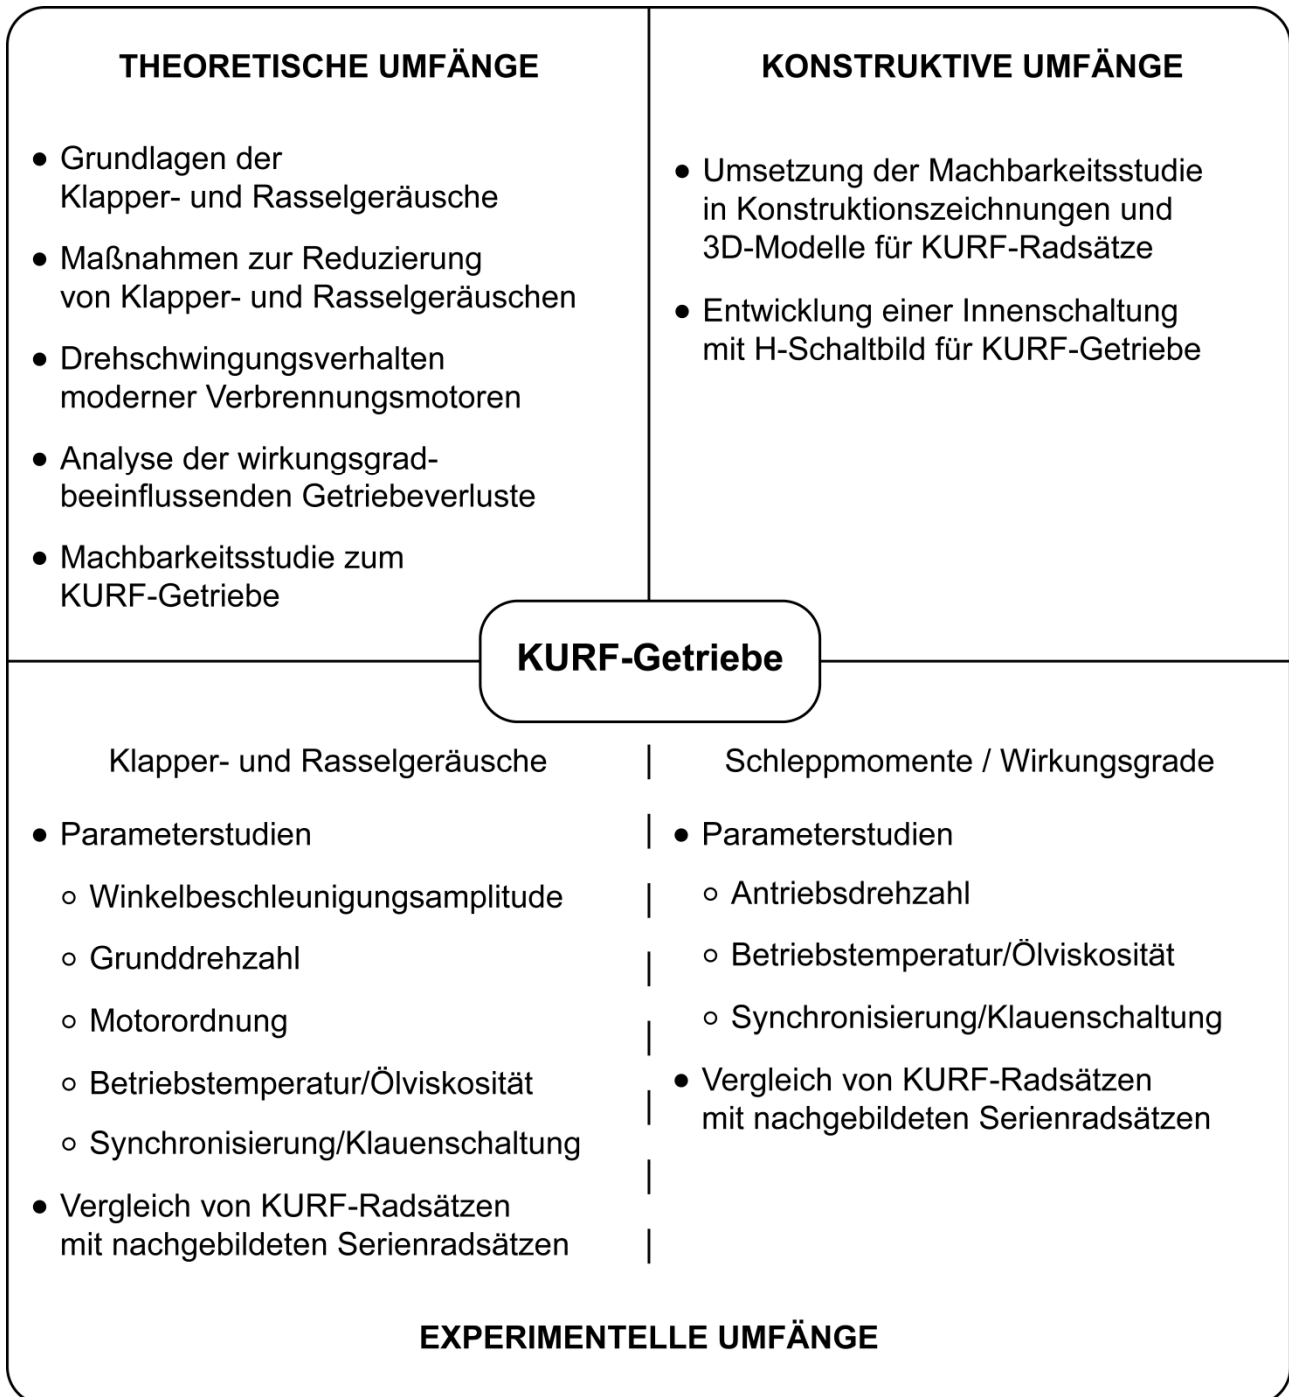 THEORETISCHE UMFÄNGE
● Grundlagen der
Klapper- und Rasselgeräusche
● Maßnahmen zur Reduzierung
von Klapper- und Rasselgeräuschen
● Drehschwingungsverhalten
moderner Verbrennungsmotoren
● Analyse der wirkungsgrad-
beeinflussenden Getriebeverluste
● Machbarkeitsstudie zum
KURF-Getriebe
KONSTRUKTIVE UMFÄNGE
● Umsetzung der Machbarkeitsstudie
in Konstruktionszeichnungen und
3D-Modelle für KURF-Radsätze
● Entwicklung einer Innenschaltung
mit H-Schaltbild für KURF-Getriebe
KURF-Getriebe
Klapper- und Rasselgeräusche
● Parameterstudien
○ Winkelbeschleunigungsamplitude
○ Grunddrehzahl
○ Motorordnung
○ Betriebstemperatur/Ölviskosität
○ Synchronisierung/Klauenschaltung
● Vergleich von KURF-Radsätzen
mit nachgebildeten Serienradsätzen
Schleppmomente / Wirkungsgrade
● Parameterstudien
○ Antriebsdrehzahl
○ Betriebstemperatur/Ölviskosität
○ Synchronisierung/Klauenschaltung
● Vergleich von KURF-Radsätzen
mit nachgebildeten Serienradsätzen
EXPERIMENTELLE UMFÄNGE